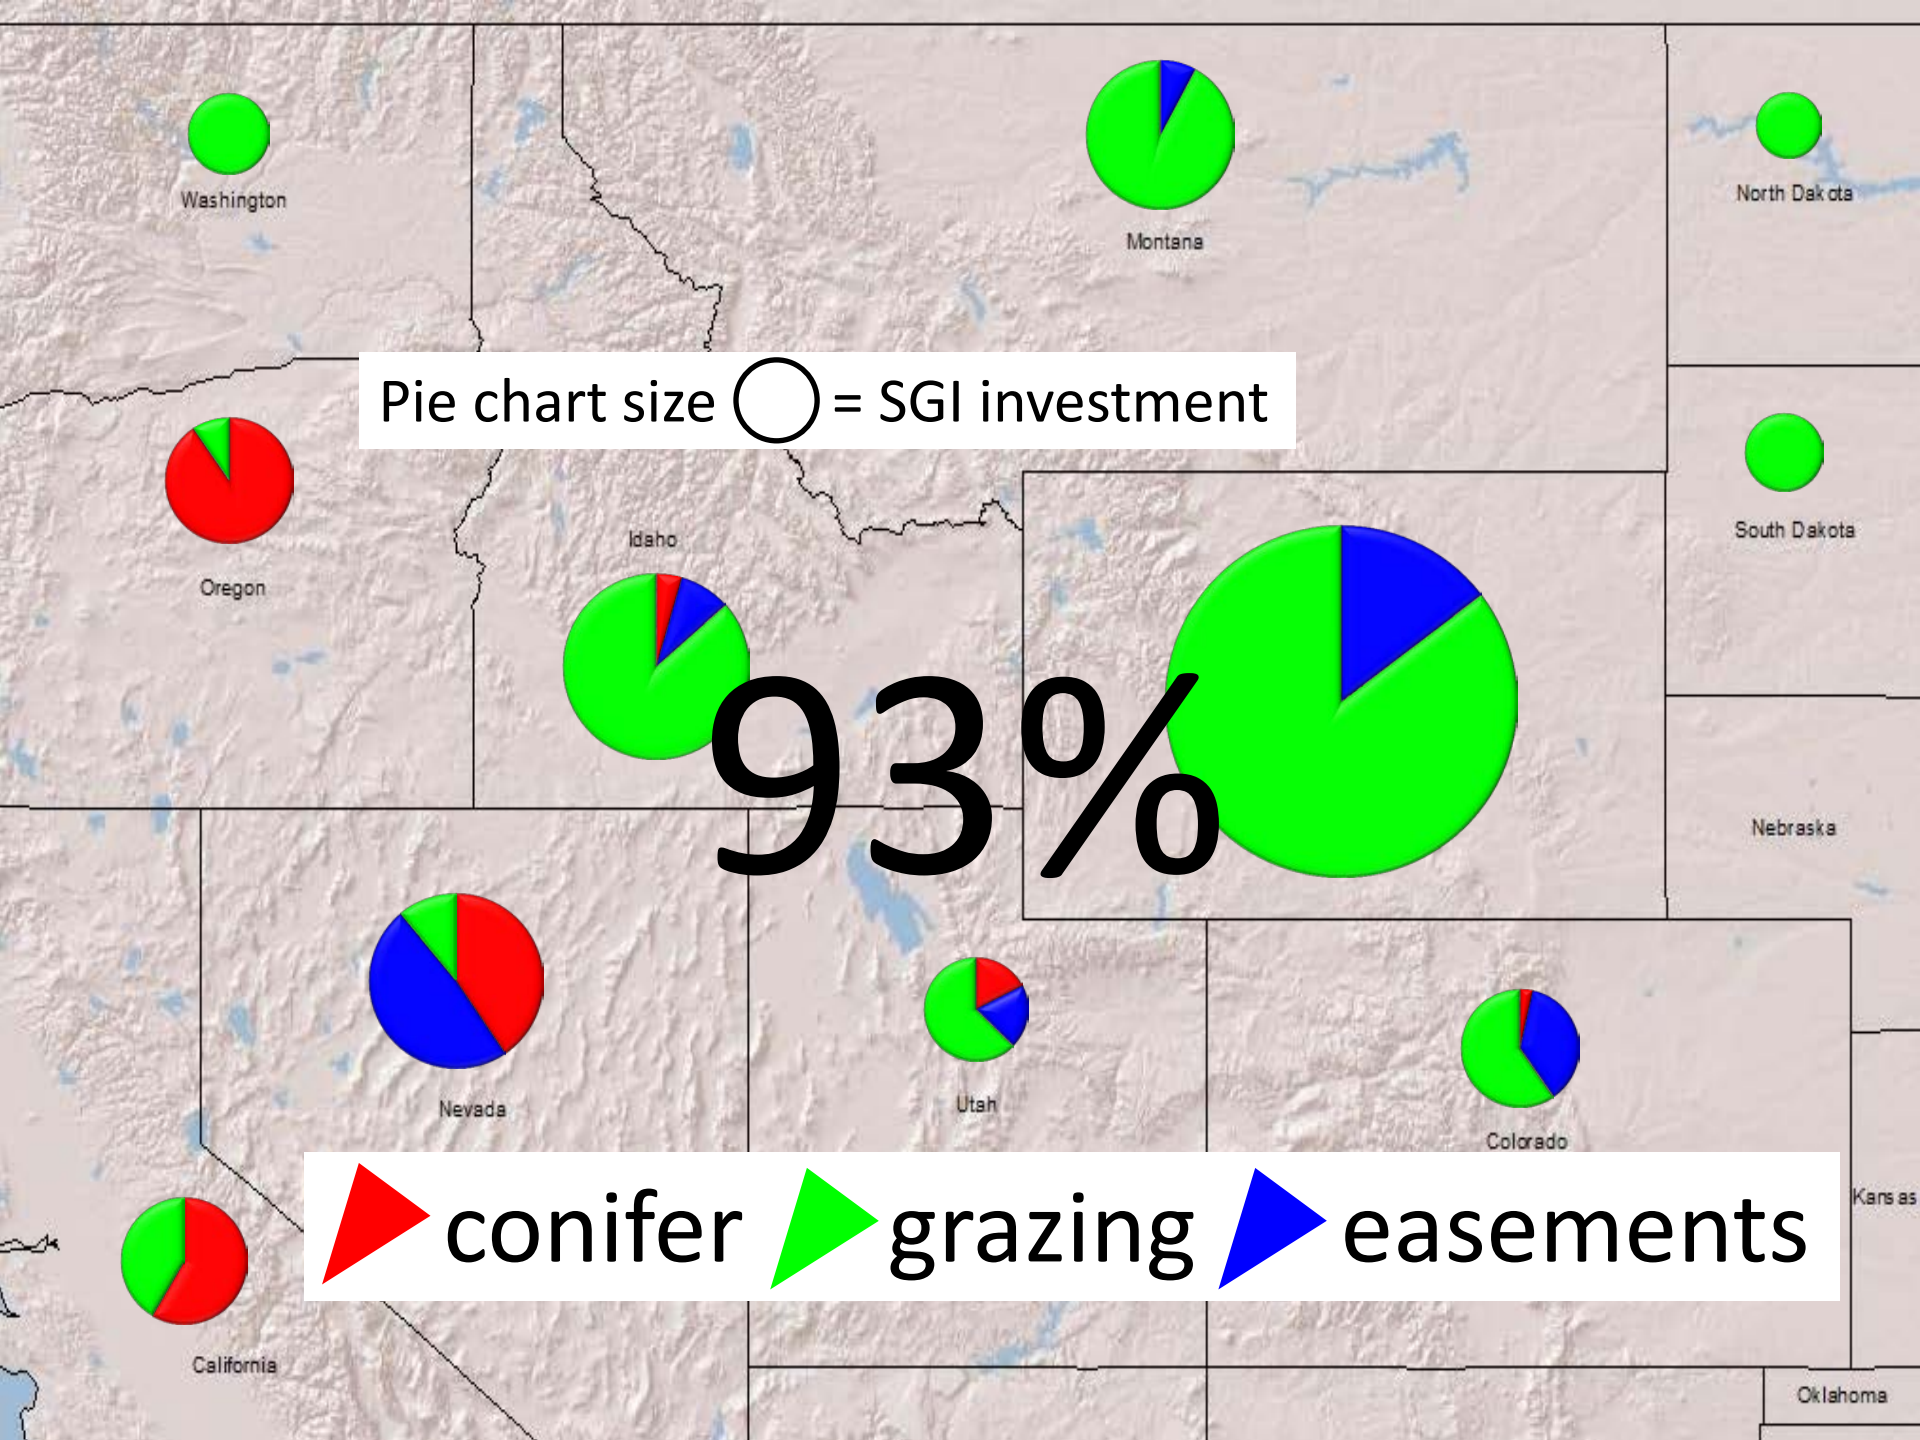 Washington
Montana
North Dakota
Pie chart size = SGI investment
Oregon
Idaho
South Dakota
93%
Nebraska
Nevada
Utah
Colorado
conifer grazing easements
Kansas
California
Oklahoma